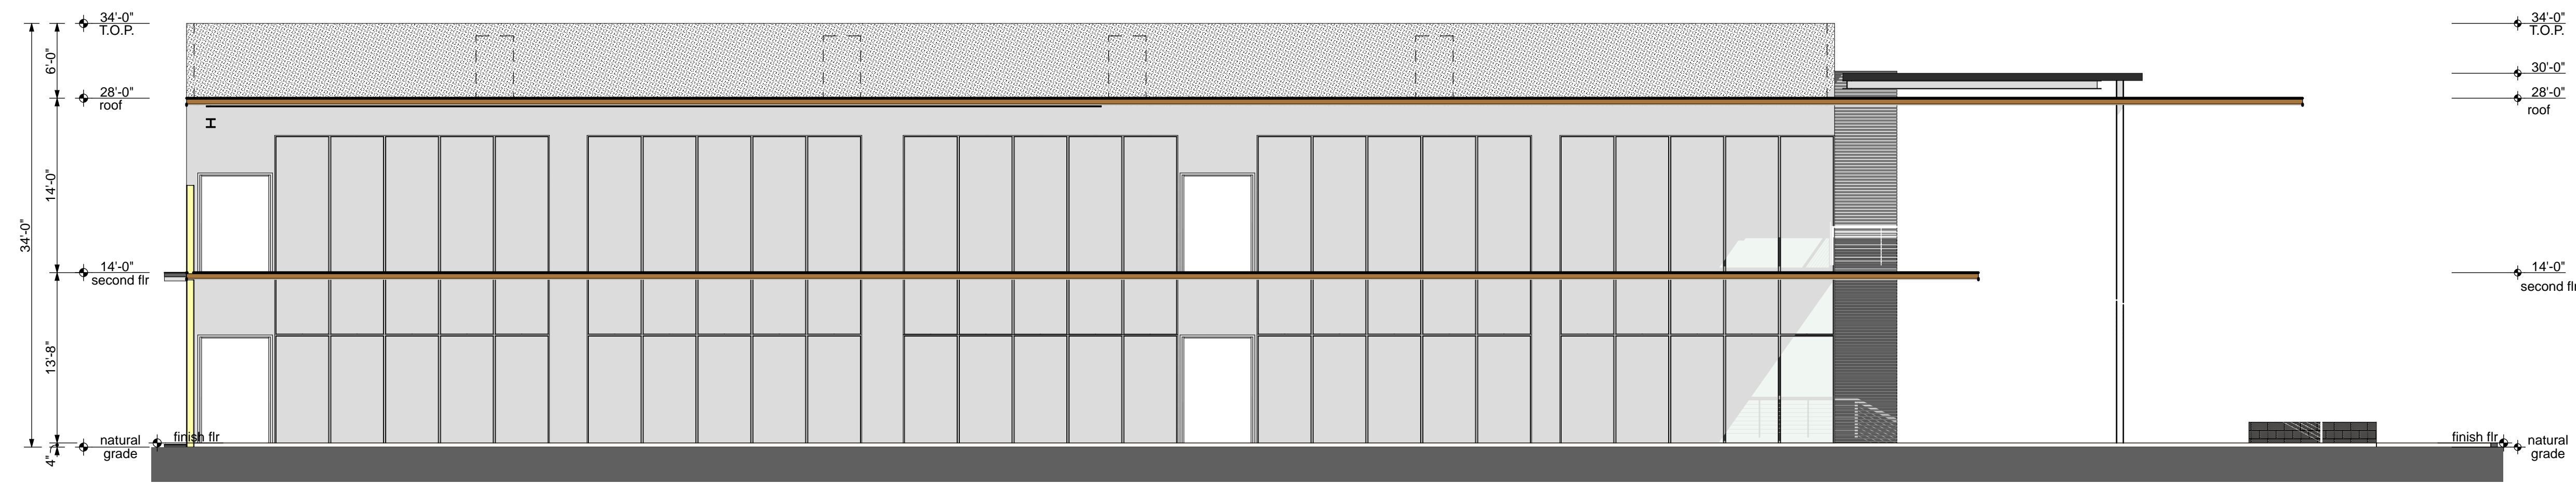 34'-0"
T.O.P.
6'-0"
28'-0"
roof
H
14'-0"
34'-0"
14'-0"
second flr
13'-8"
natural
grade
finish flr
4"
34'-0"
T.O.P.
30'-0"
28'-0"
roof
14'-0"
second flr
finish flr
natural
grade